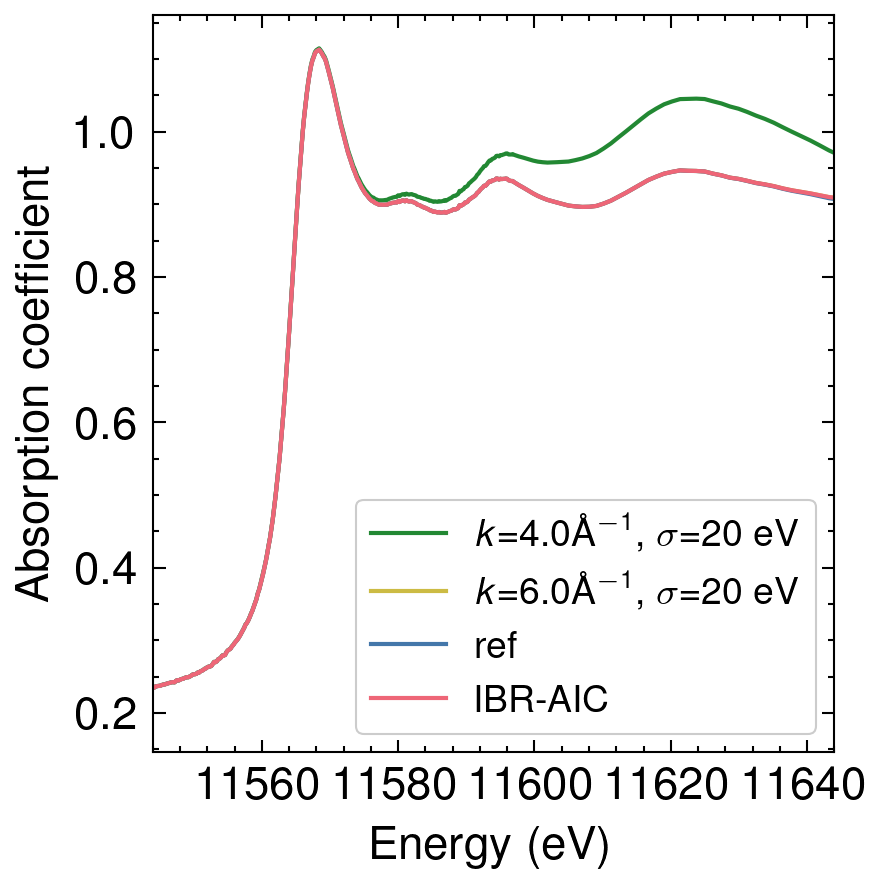 Absorption coefficient
1.0
0.8
0.6
0.4
0.2
k=4.0Å⁻¹, σ=20 eV
k=6.0Å⁻¹, σ=20 eV
ref
IBR-AIC
11560 11580 11600 11620 11640
Energy (eV)